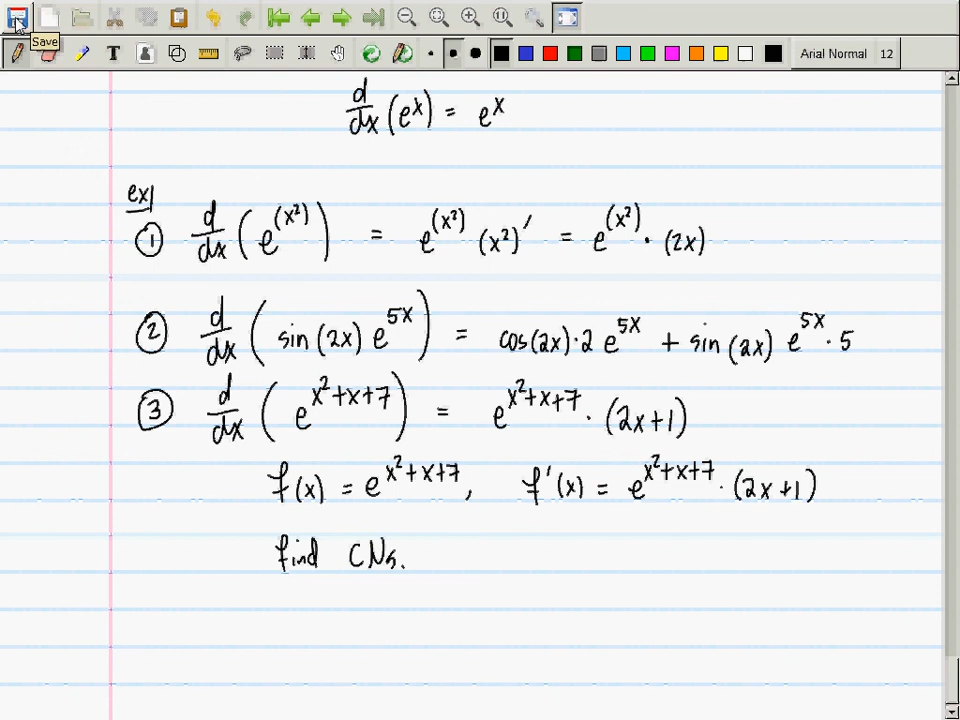 Save
T
Arial Normal 12
d/dx (e^x) = e^x
ex|
① d/dx (e^(x²)) = e^(x²) (x²)' = e^(x²) · (2x)
② d/dx (sin(2x) e^5x) = cos(2x)·2 e^5x + sin(2x) e^5x · 5
③ d/dx (e^x²+x+7) = e^x²+x+7 · (2x+1)
f(x) = e^x²+x+7, f'(x) = e^x²+x+7 · (2x+1)
find CNs.